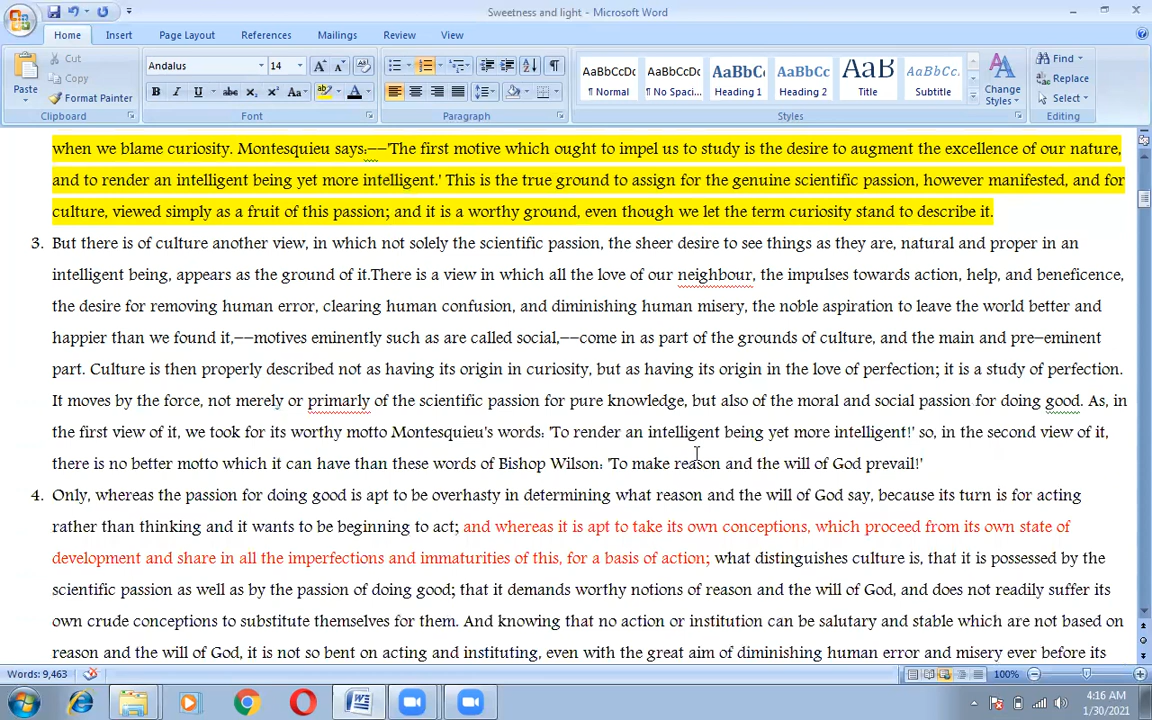 Sweetness and light - Microsoft Word
Home Insert Page Layout References Mailings Review View
Cut
Copy
Format Painter
Paste
Clipboard
Andalus 14
B I U abc X₂ X² Aa
Font
Paragraph
AaBbCcDc AaBbCcDc AaBbC AaBbCc AaB AaBbCc
¶ Normal ¶ No Spaci... Heading 1 Heading 2 Title Subtitle
Change Styles
Styles
Find
Replace
Select
Editing
when we blame curiosity. Montesquieu says:––'The first motive which ought to impel us to study is the desire to augment the excellence of our nature,
and to render an intelligent being yet more intelligent.' This is the true ground to assign for the genuine scientific passion, however manifested, and for
culture, viewed simply as a fruit of this passion; and it is a worthy ground, even though we let the term curiosity stand to describe it.
3. But there is of culture another view, in which not solely the scientific passion, the sheer desire to see things as they are, natural and proper in an
intelligent being, appears as the ground of it.There is a view in which all the love of our neighbour, the impulses towards action, help, and beneficence,
the desire for removing human error, clearing human confusion, and diminishing human misery, the noble aspiration to leave the world better and
happier than we found it,––motives eminently such as are called social,––come in as part of the grounds of culture, and the main and pre–eminent
part. Culture is then properly described not as having its origin in curiosity, but as having its origin in the love of perfection; it is a study of perfection.
It moves by the force, not merely or primarly of the scientific passion for pure knowledge, but also of the moral and social passion for doing good. As, in
the first view of it, we took for its worthy motto Montesquieu's words: 'To render an intelligent being yet more intelligent!' so, in the second view of it,
there is no better motto which it can have than these words of Bishop Wilson: 'To make reason and the will of God prevail!'
4. Only, whereas the passion for doing good is apt to be overhasty in determining what reason and the will of God say, because its turn is for acting
rather than thinking and it wants to be beginning to act; and whereas it is apt to take its own conceptions, which proceed from its own state of
development and share in all the imperfections and immaturities of this, for a basis of action; what distinguishes culture is, that it is possessed by the
scientific passion as well as by the passion of doing good; that it demands worthy notions of reason and the will of God, and does not readily suffer its
own crude conceptions to substitute themselves for them. And knowing that no action or institution can be salutary and stable which are not based on
reason and the will of God, it is not so bent on acting and instituting, even with the great aim of diminishing human error and misery ever before its
Words: 9,463
100%
4:16 AM
1/30/2021